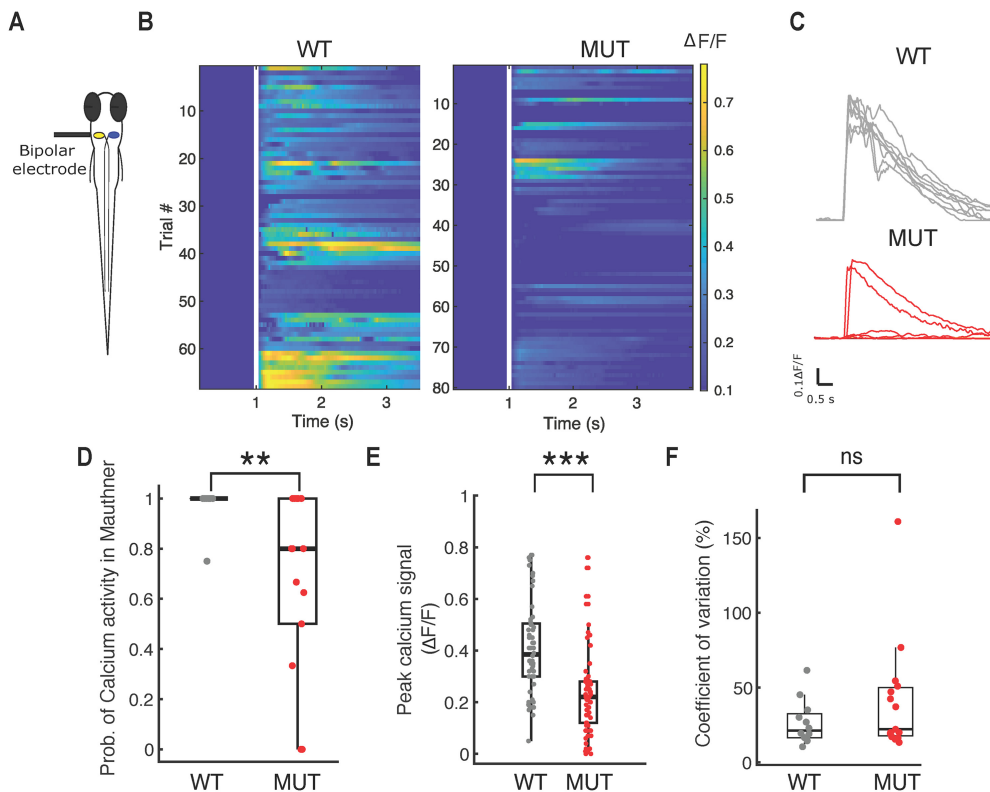 A
Bipolar
electrode
B
WT
MUT
ΔF/F
Trial #
10
20
30
40
50
60
1
2
3
Time (s)
10
20
30
40
50
60
70
80
1
2
3
Time (s)
0.7
0.6
0.5
0.4
0.3
0.2
0.1
C
WT
MUT
0.1ΔF/F
0.5 s
D
**
Prob. of Calcium activity in Mauthner
1
0.8
0.6
0.4
0.2
0
WT
MUT
E
***
Peak calcium signal
(ΔF/F)
1
0.8
0.6
0.4
0.2
0
WT
MUT
F
ns
Coefficient of variation (%)
150
100
50
0
WT
MUT